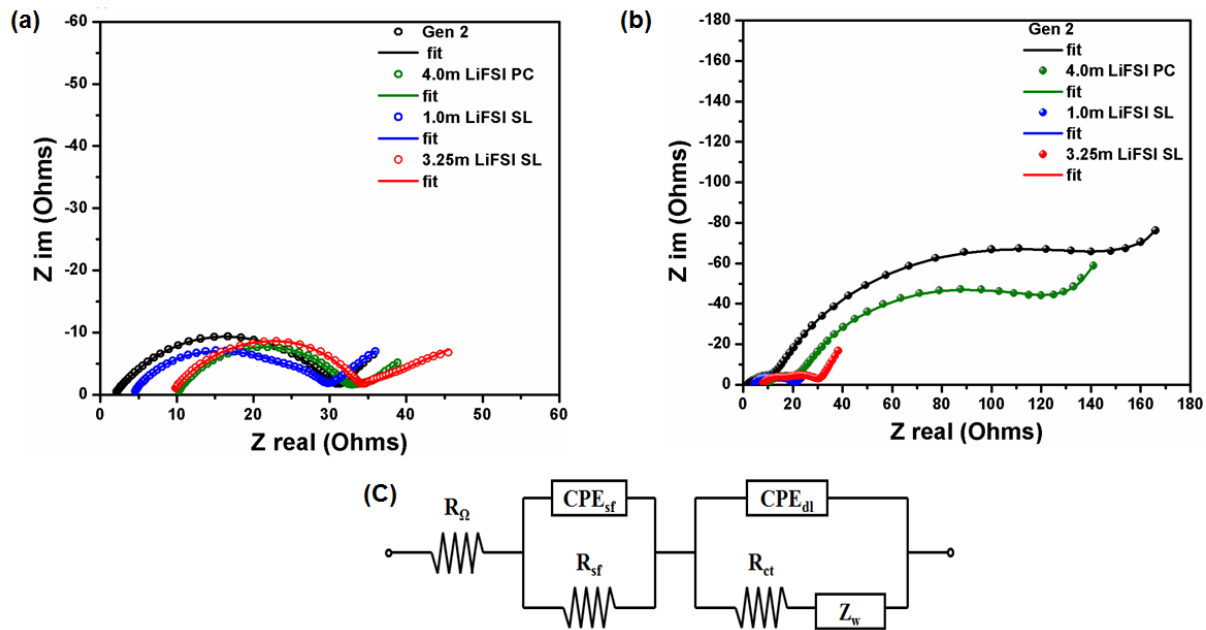 (a)
-60
-50
-40
-30
-20
-10
0
Z im (Ohms)
0 10 20 30 40 50 60
Z real (Ohms)
Gen 2
fit
4.0m LiFSI PC
fit
1.0m LiFSI SL
fit
3.25m LiFSI SL
fit
(b)
-180
-160
-140
-120
-100
-80
-60
-40
-20
0
Z im (Ohms)
0 20 40 60 80 100 120 140 160 180
Z real (Ohms)
Gen 2
fit
4.0m LiFSI PC
fit
1.0m LiFSI SL
fit
3.25m LiFSI SL
fit
(C)
RΩ
CPEsf
Rsf
CPEdl
Rct
Zw